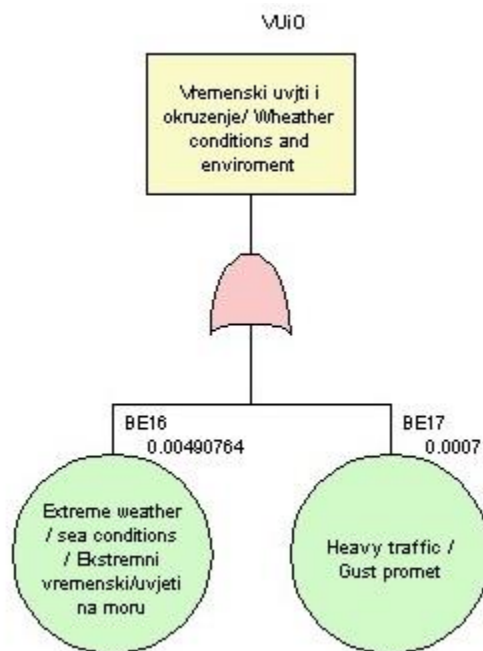 VUiO
Vremenski uvjti i
okruzenje/ Wheather
conditions and
enviroment
BE16
0.00490764
BE17
0.0007
Extreme weather
/ sea conditions
/ Ekstremni
vremenski/uvjeti
na moru
Heavy traffic /
Gust promet